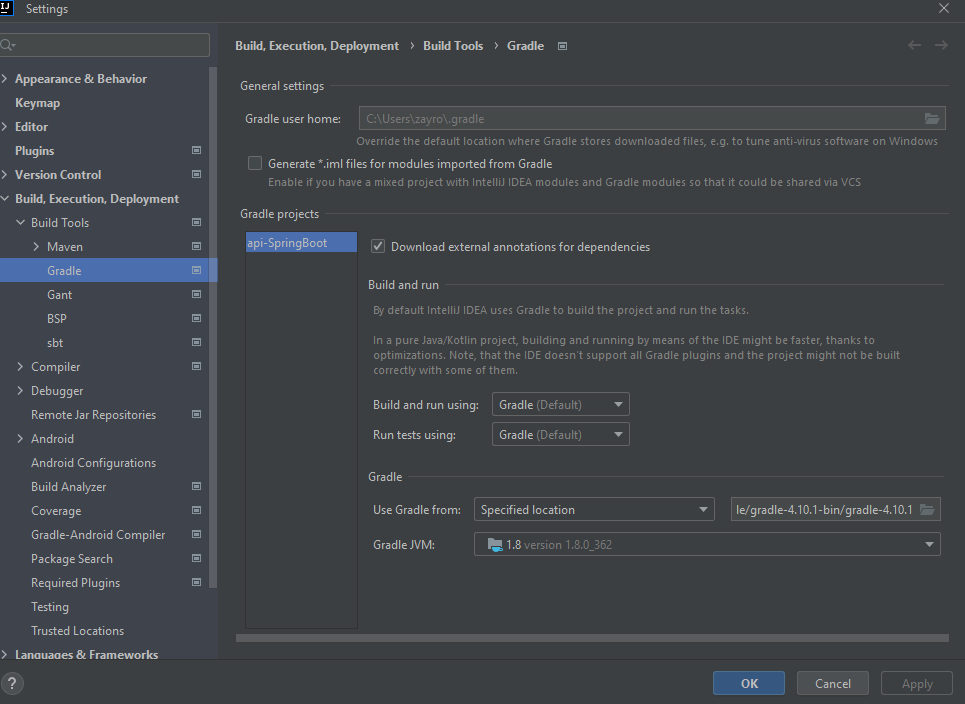 IJ
Settings
Appearance & Behavior
Keymap
Editor
Plugins
Version Control
Build, Execution, Deployment
Build Tools
Maven
Gradle
Gant
BSP
sbt
Compiler
Debugger
Remote Jar Repositories
Android
Android Configurations
Build Analyzer
Coverage
Gradle-Android Compiler
Package Search
Required Plugins
Testing
Trusted Locations
Languages & Frameworks
Build, Execution, Deployment › Build Tools › Gradle
General settings
Gradle user home: C:\Users\zayro\.gradle
Override the default location where Gradle stores downloaded files, e.g. to tune anti-virus software on Windows
Generate *.iml files for modules imported from Gradle
Enable if you have a mixed project with IntelliJ IDEA modules and Gradle modules so that it could be shared via VCS
Gradle projects
api-SpringBoot
Download external annotations for dependencies
Build and run
By default IntelliJ IDEA uses Gradle to build the project and run the tasks.
In a pure Java/Kotlin project, building and running by means of the IDE might be faster, thanks to
optimizations. Note, that the IDE doesn't support all Gradle plugins and the project might not be built
correctly with some of them.
Build and run using: Gradle (Default)
Run tests using: Gradle (Default)
Gradle
Use Gradle from: Specified location le/gradle-4.10.1-bin/gradle-4.10.1
Gradle JVM: 1.8 version 1.8.0_362
?
OK Cancel Apply